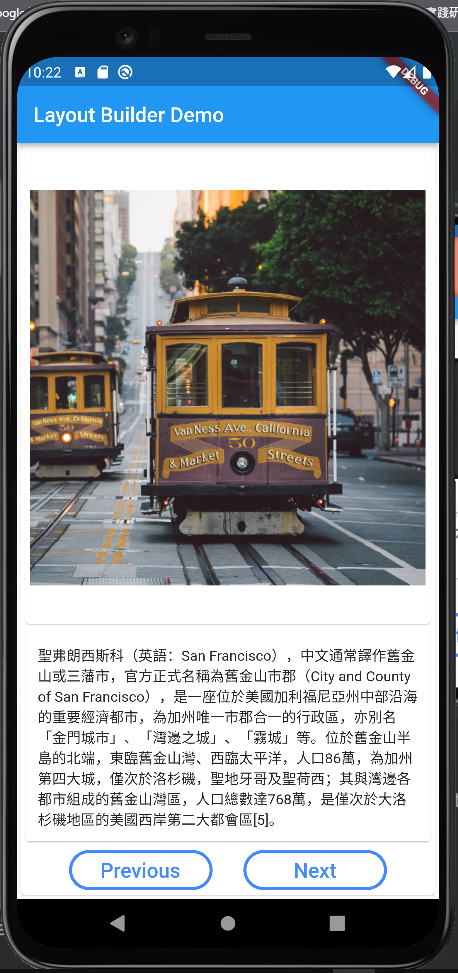 10:22
DEBUG
Layout Builder Demo
Van Ness Ave., California
50
& Market Streets
Van Ness Ave., California
50
& Market Streets
聖弗朗西斯科（英語：San Francisco），中文通常譯作舊金
山或三藩市，官方正式名稱為舊金山市郡（City and County
of San Francisco），是一座位於美國加利福尼亞州中部沿海
的重要經濟都市，為加州唯一市郡合一的行政區，亦別名
「金門城市」、「灣邊之城」、「霧城」等。位於舊金山半
島的北端，東臨舊金山灣、西臨太平洋，人口86萬，為加州
第四大城，僅次於洛杉磯，聖地牙哥及聖荷西；其與灣邊各
都市組成的舊金山灣區，人口總數達768萬，是僅次於大洛
杉磯地區的美國西岸第二大都會區[5]。
Previous
Next